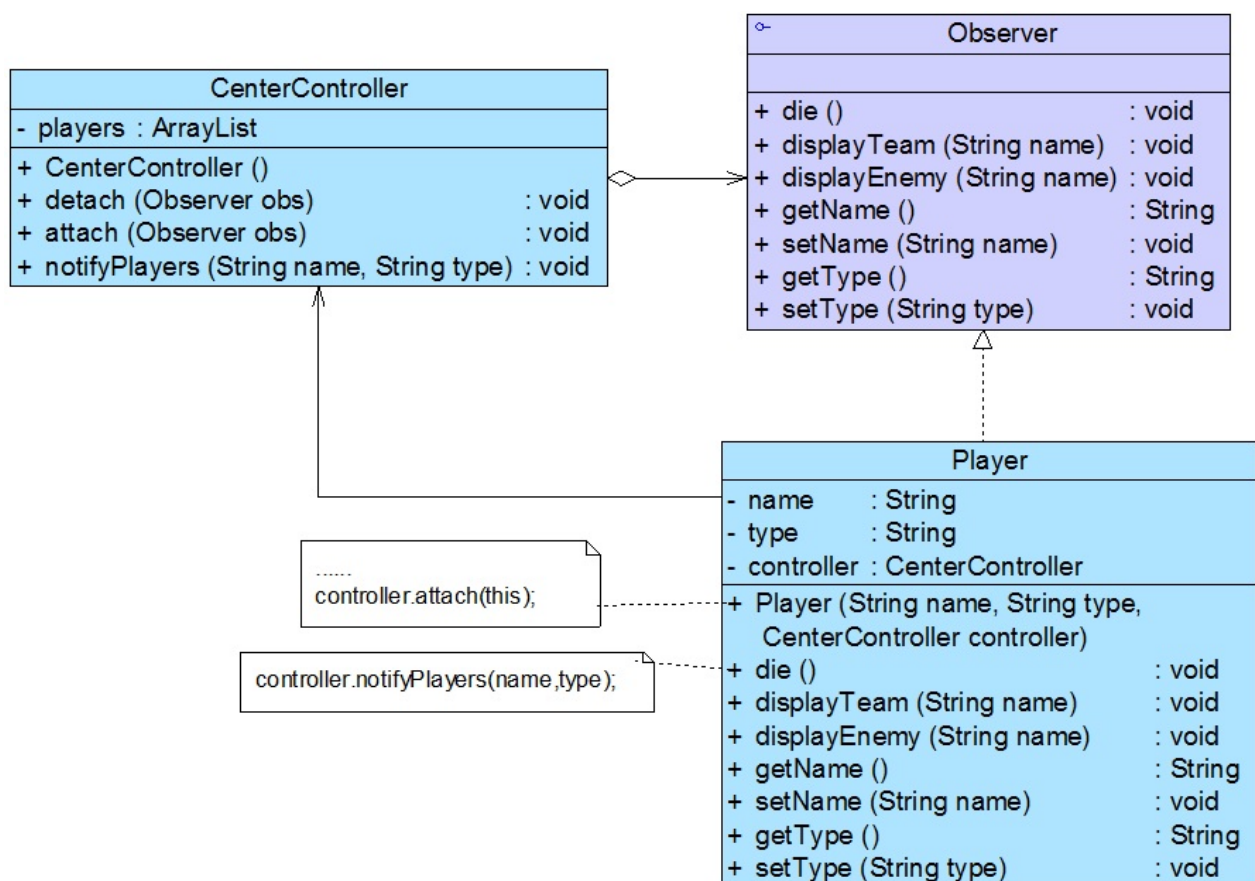 CenterController
- players : ArrayList
+ CenterController ()
+ detach (Observer obs) : void
+ attach (Observer obs) : void
+ notifyPlayers (String name, String type) : void
Observer
+ die () : void
+ displayTeam (String name) : void
+ displayEnemy (String name) : void
+ getName () : String
+ setName (String name) : void
+ getType () : String
+ setType (String type) : void
Player
- name : String
- type : String
- controller : CenterController
+ Player (String name, String type,
CenterController controller)
+ die () : void
+ displayTeam (String name) : void
+ displayEnemy (String name) : void
+ getName () : String
+ setName (String name) : void
+ getType () : String
+ setType (String type) : void
......
controller.attach(this);
controller.notifyPlayers(name,type);